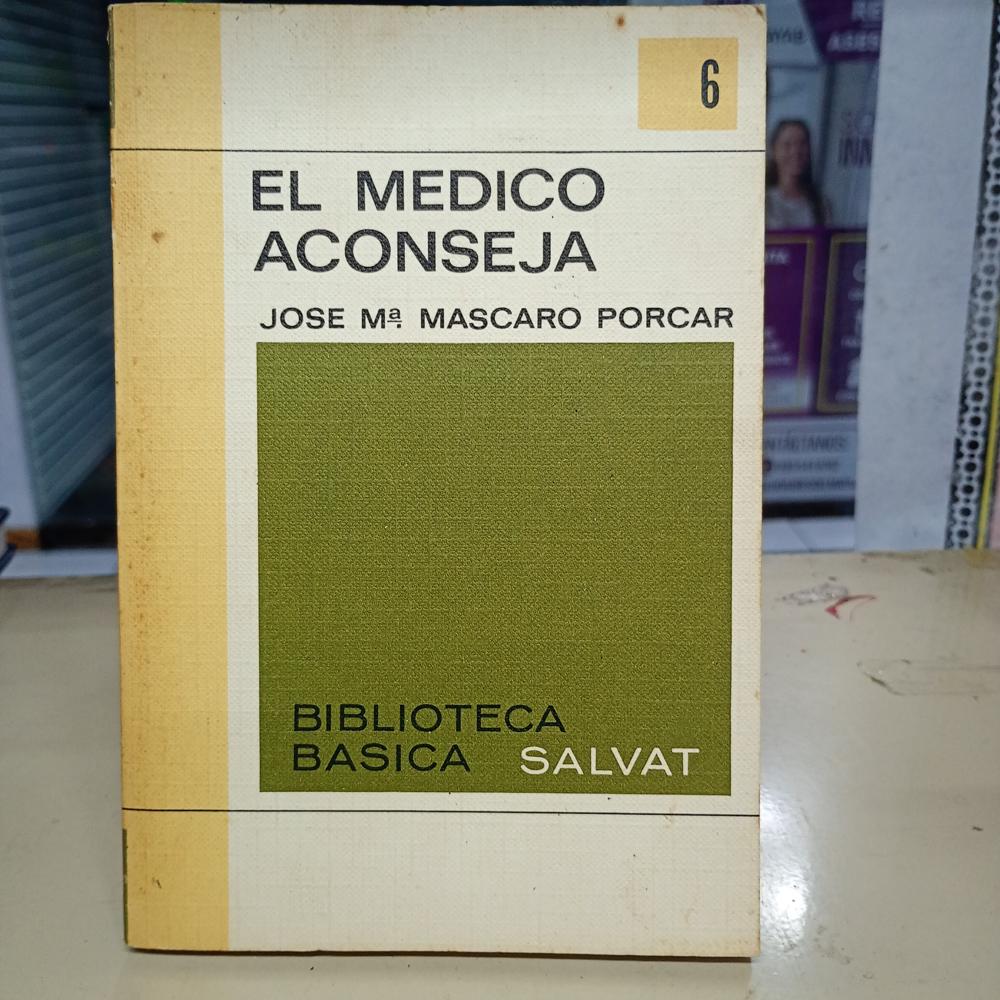 6
EL MEDICO
ACONSEJA
JOSE Mª MASCARO PORCAR
BIBLIOTECA
BASICA SALVAT